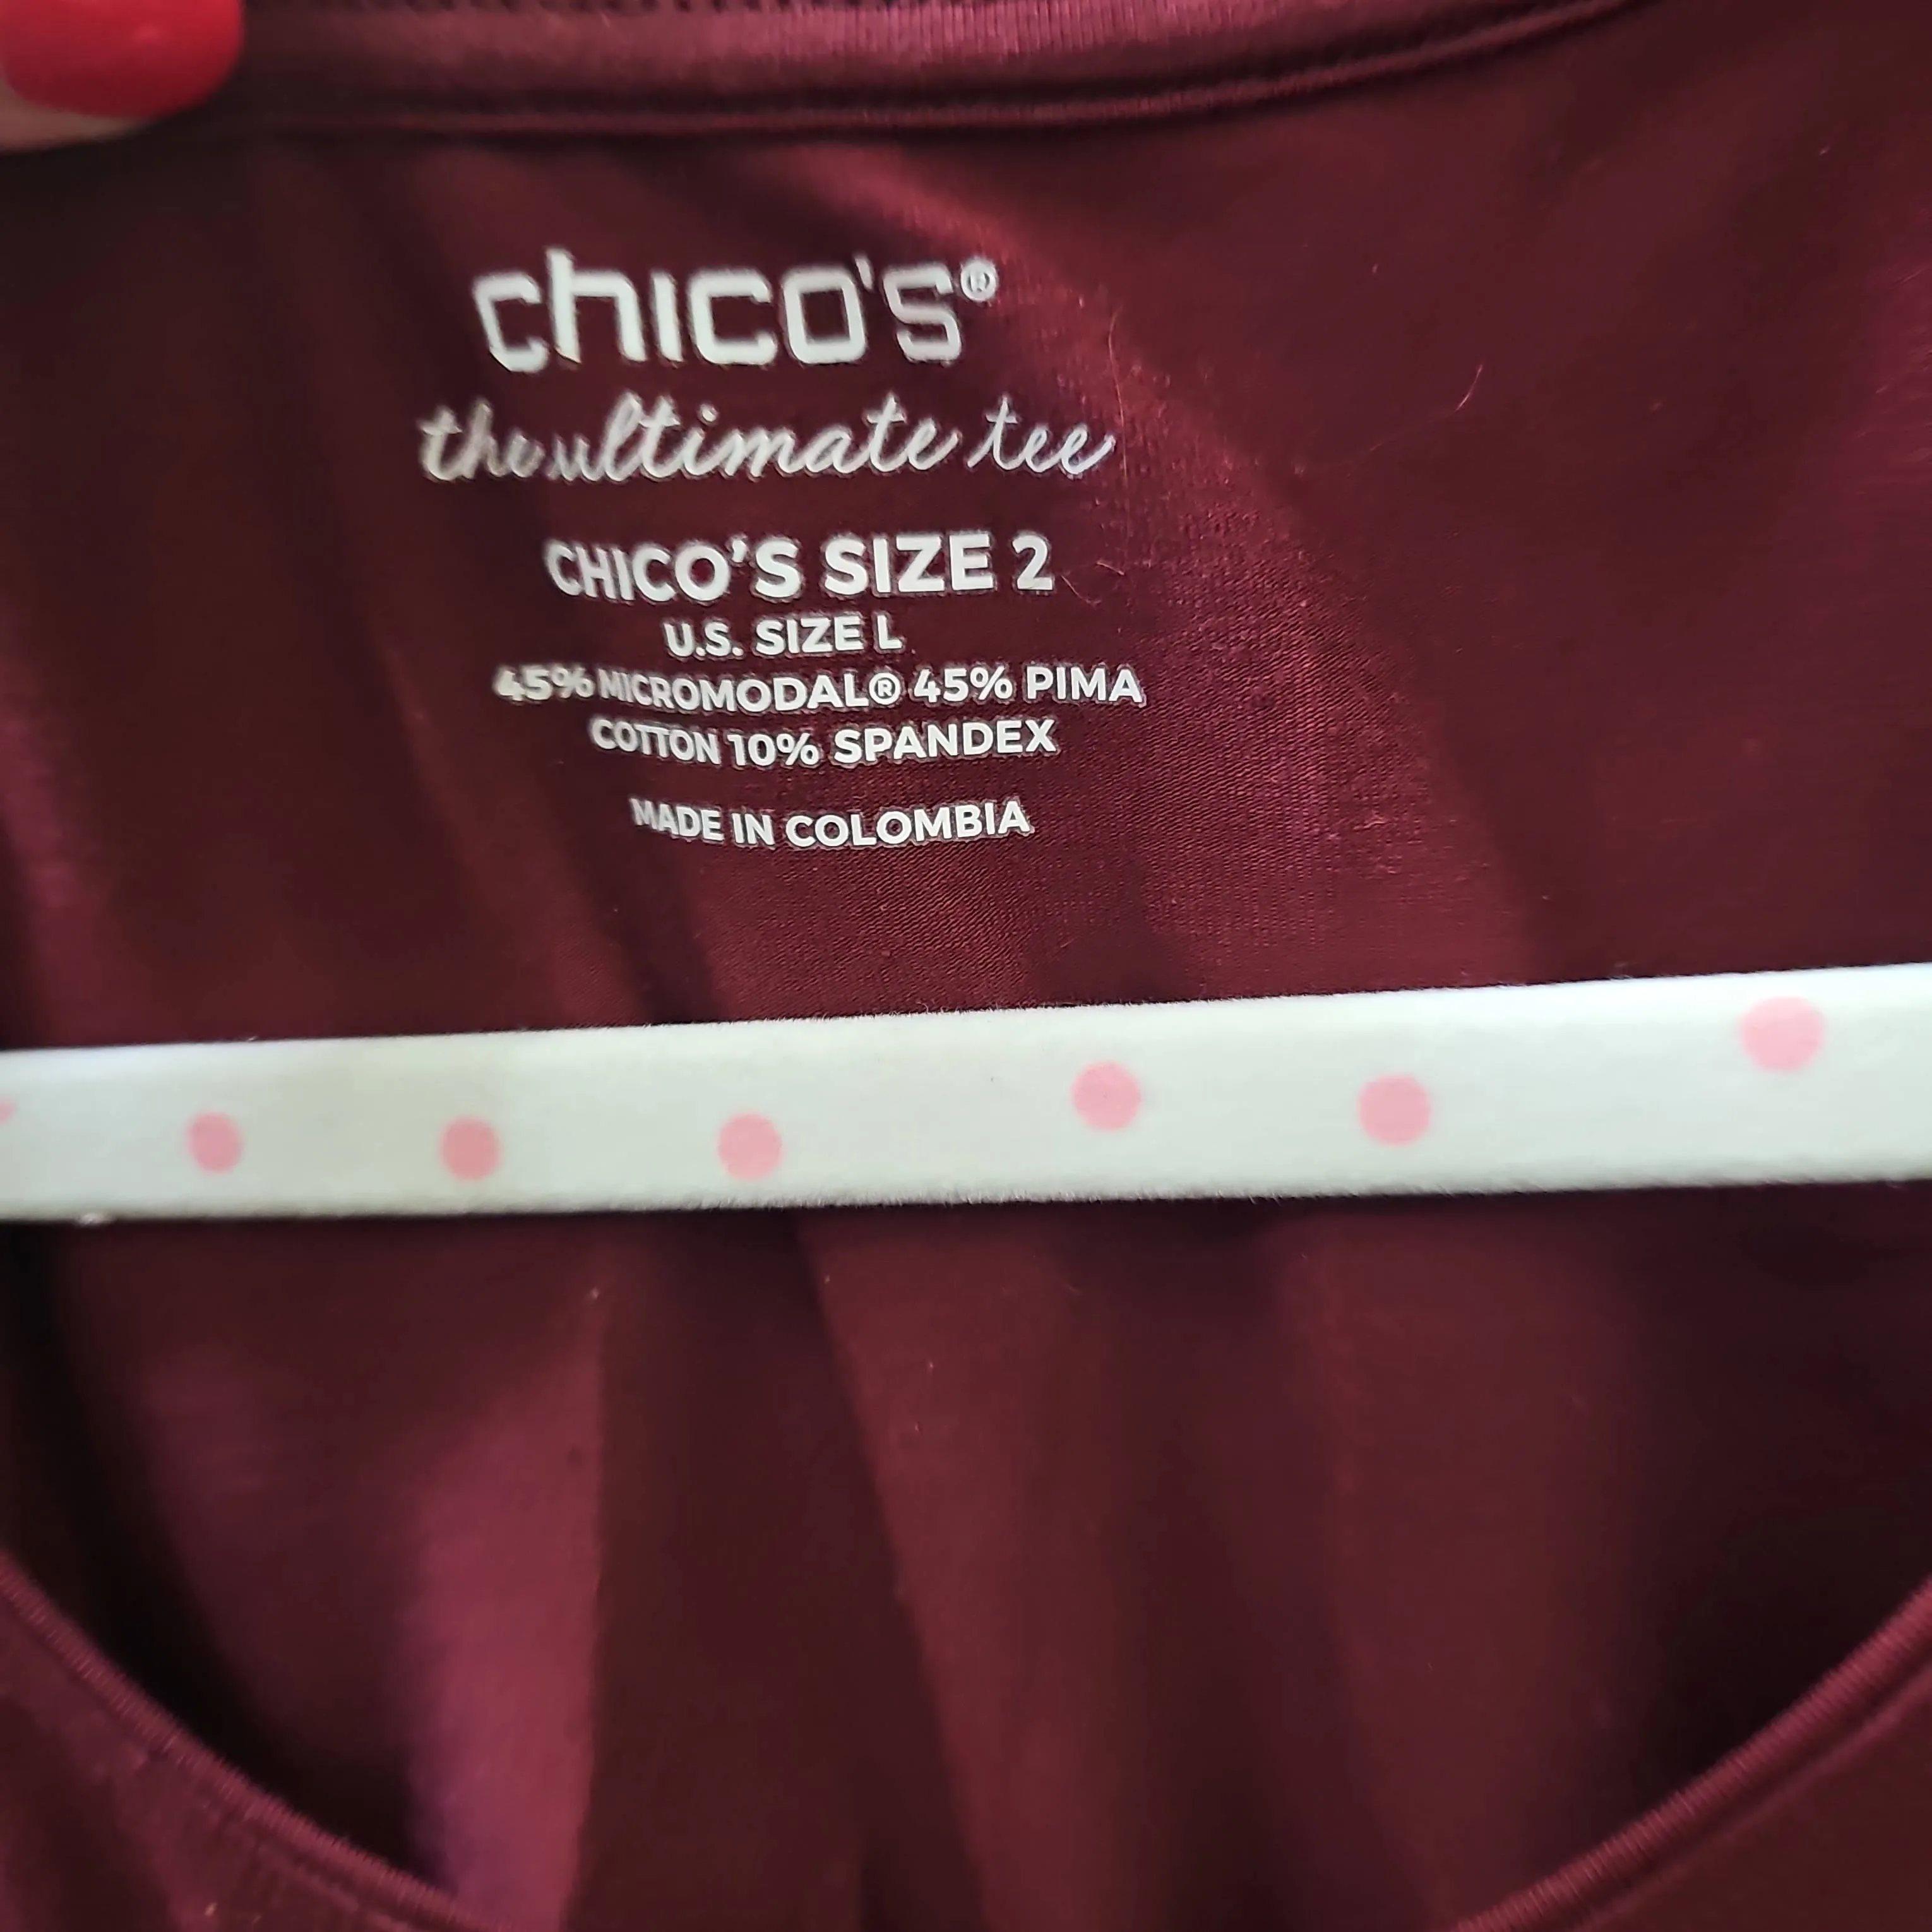 chico's®
the ultimate tee
CHICO'S SIZE 2
U.S. SIZE L
45% MICROMODAL® 45% PIMA
COTTON 10% SPANDEX
MADE IN COLOMBIA